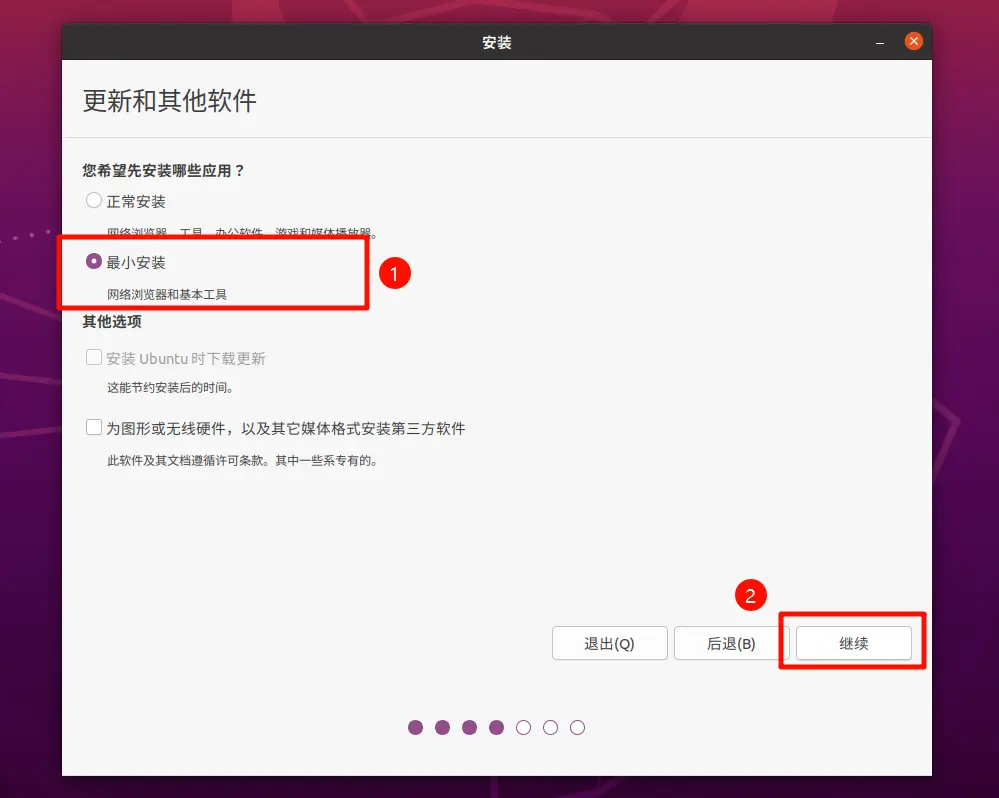 安装
更新和其他软件
您希望先安装哪些应用？
正常安装
网络浏览器、工具、办公软件、游戏和媒体播放器。
最小安装
1
网络浏览器和基本工具
其他选项
安装 Ubuntu 时下载更新
这能节约安装后的时间。
为图形或无线硬件，以及其它媒体格式安装第三方软件
此软件及其文档遵循许可条款。其中一些系专有的。
2
退出(Q)
后退(B)
继续